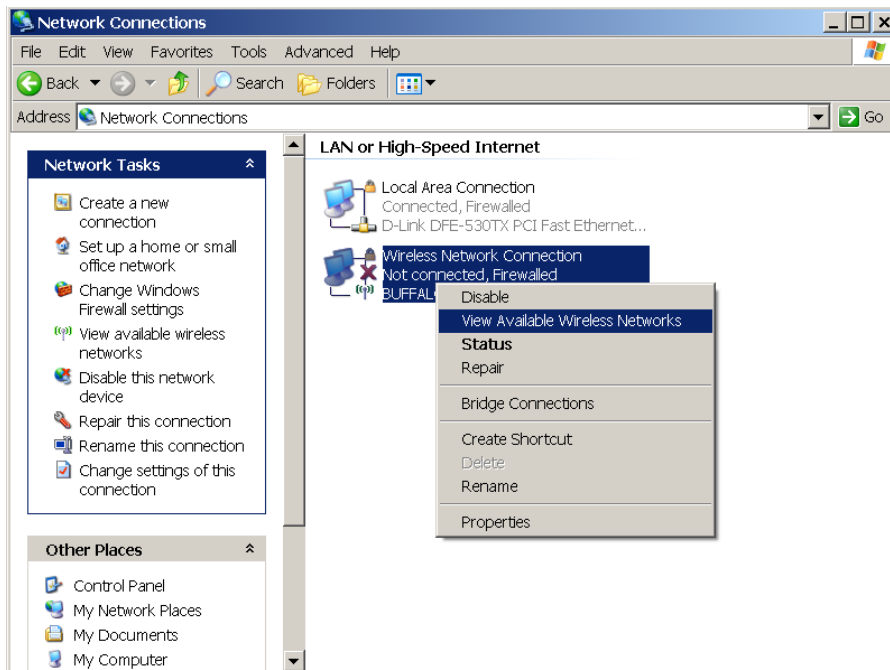 Network Connections
File Edit View Favorites Tools Advanced Help
Back Search Folders
Address Network Connections Go
Network Tasks
Create a new
connection
Set up a home or small
office network
Change Windows
Firewall settings
View available wireless
networks
Disable this network
device
Repair this connection
Rename this connection
Change settings of this
connection
Other Places
Control Panel
My Network Places
My Documents
My Computer
LAN or High-Speed Internet
Local Area Connection
Connected, Firewalled
D-Link DFE-530TX PCI Fast Ethernet...
Wireless Network Connection
Not connected, Firewalled
Disable
View Available Wireless Networks
Status
Repair
Bridge Connections
Create Shortcut
Delete
Rename
Properties